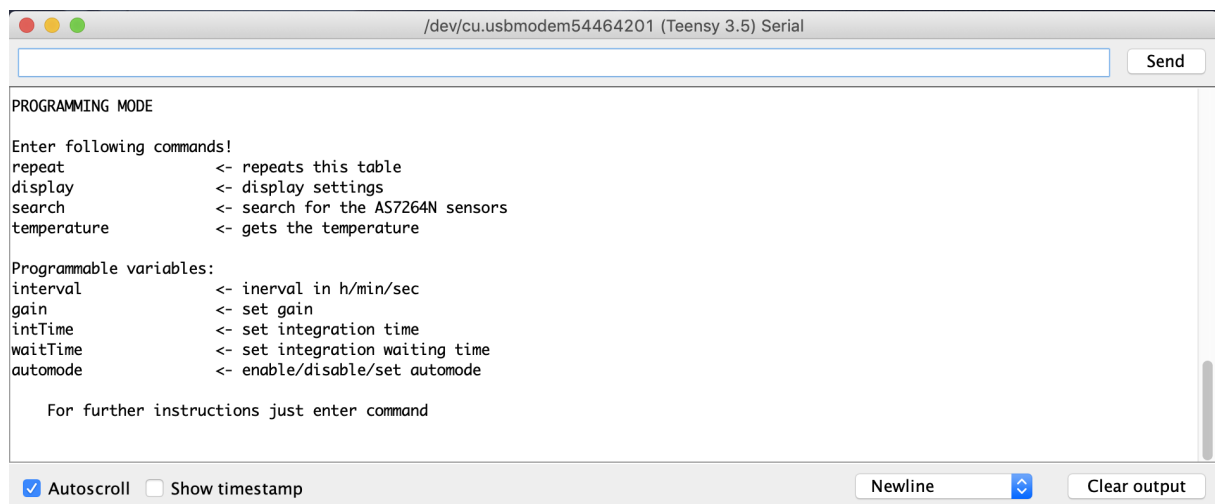 /dev/cu.usbmodem54464201 (Teensy 3.5) Serial
Send
PROGRAMMING MODE
Enter following commands!
repeat <- repeats this table
display <- display settings
search <- search for the AS7264N sensors
temperature <- gets the temperature
Programmable variables:
interval <- inerval in h/min/sec
gain <- set gain
intTime <- set integration time
waitTime <- set integration waiting time
automode <- enable/disable/set automode
For further instructions just enter command
Autoscroll Show timestamp Newline Clear output